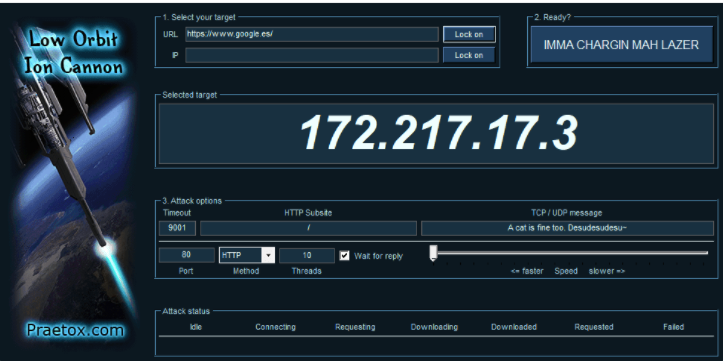 Low Orbit
Ion Cannon
Praetox.com
1. Select your target
URL https://www.google.es/ Lock on
IP Lock on
2. Ready?
IMMA CHARGIN MAH LAZER
Selected target
172.217.17.3
3. Attack options
Timeout HTTP Subsite TCP / UDP message
9001 / A cat is fine too. Desudesudesu~
80 HTTP 10 Wait for reply
Port Method Threads <= faster Speed slower =>
Attack status
Idle Connecting Requesting Downloading Downloaded Requested Failed